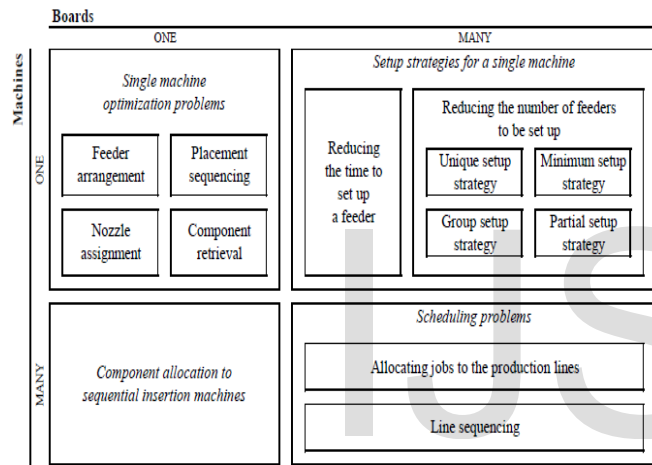 Boards
ONE
MANY
Machines
ONE
Single machine
optimization problems
Feeder
arrangement
Placement
sequencing
Nozzle
assignment
Component
retrieval
Setup strategies for a single machine
Reducing
the time to
set up
a feeder
Reducing the number of feeders
to be set up
Unique setup
strategy
Minimum setup
strategy
Group setup
strategy
Partial setup
strategy
MANY
Component allocation to
sequential insertion machines
Scheduling problems
Allocating jobs to the production lines
Line sequencing
IJS